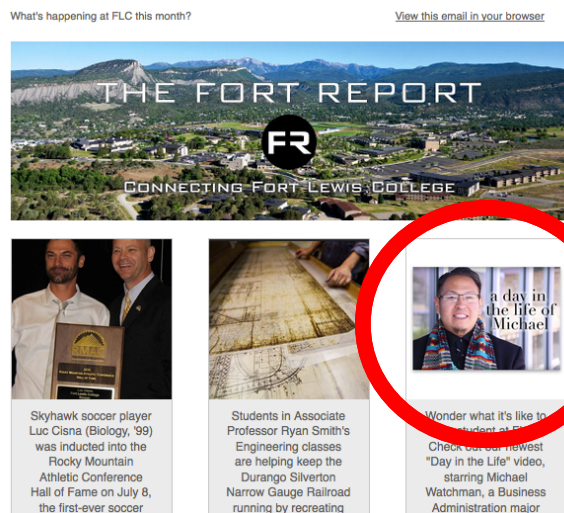 What's happening at FLC this month?
View this email in your browser
THE FORT REPORT
FR
CONNECTING FORT LEWIS COLLEGE
a day in
the life of
Michael
Skyhawk soccer player
Luc Cisna (Biology, '99)
was inducted into the
Rocky Mountain
Athletic Conference
Hall of Fame on July 8,
the first-ever soccer
Students in Associate
Professor Ryan Smith's
Engineering classes
are helping keep the
Durango Silverton
Narrow Gauge Railroad
running by recreating
Wonder what it's like to
student at
Check out our newest
"Day in the Life" video,
starring Michael
Watchman, a Business
Administration major